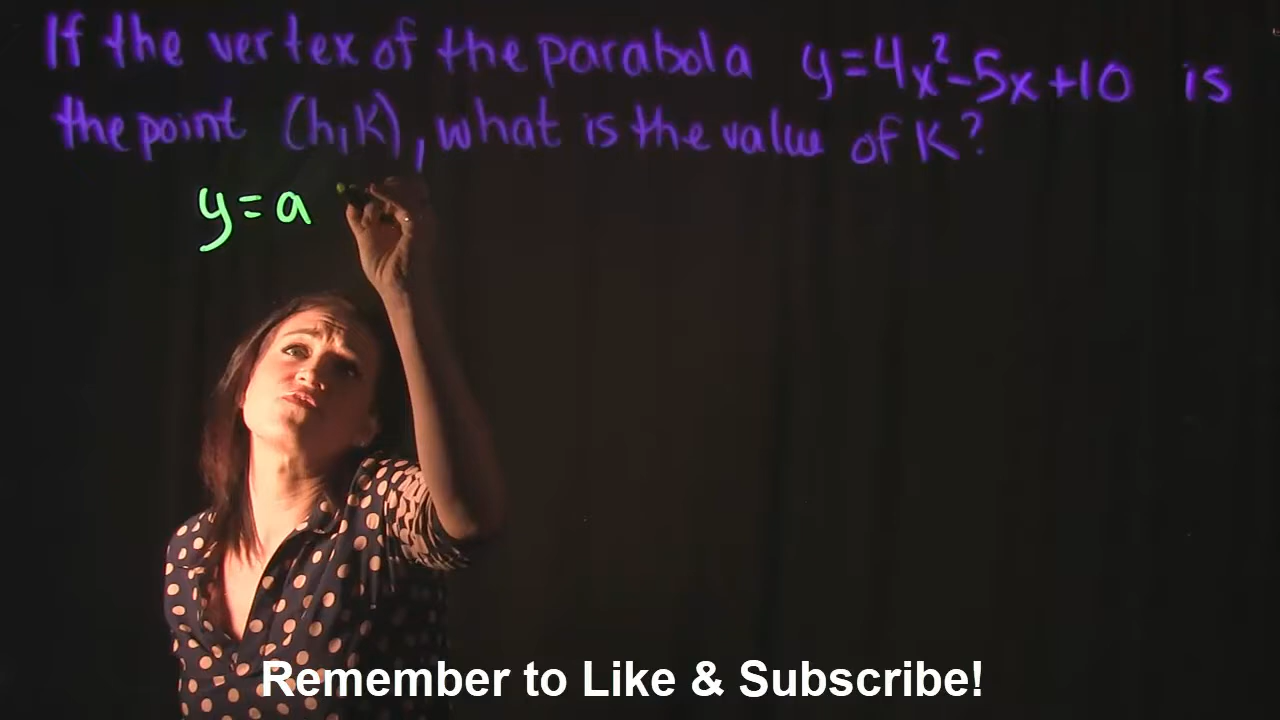 If the vertex of the parabola y=4x²-5x+10 is
the point (h,K), what is the value of K?
y=a
Remember to Like & Subscribe!